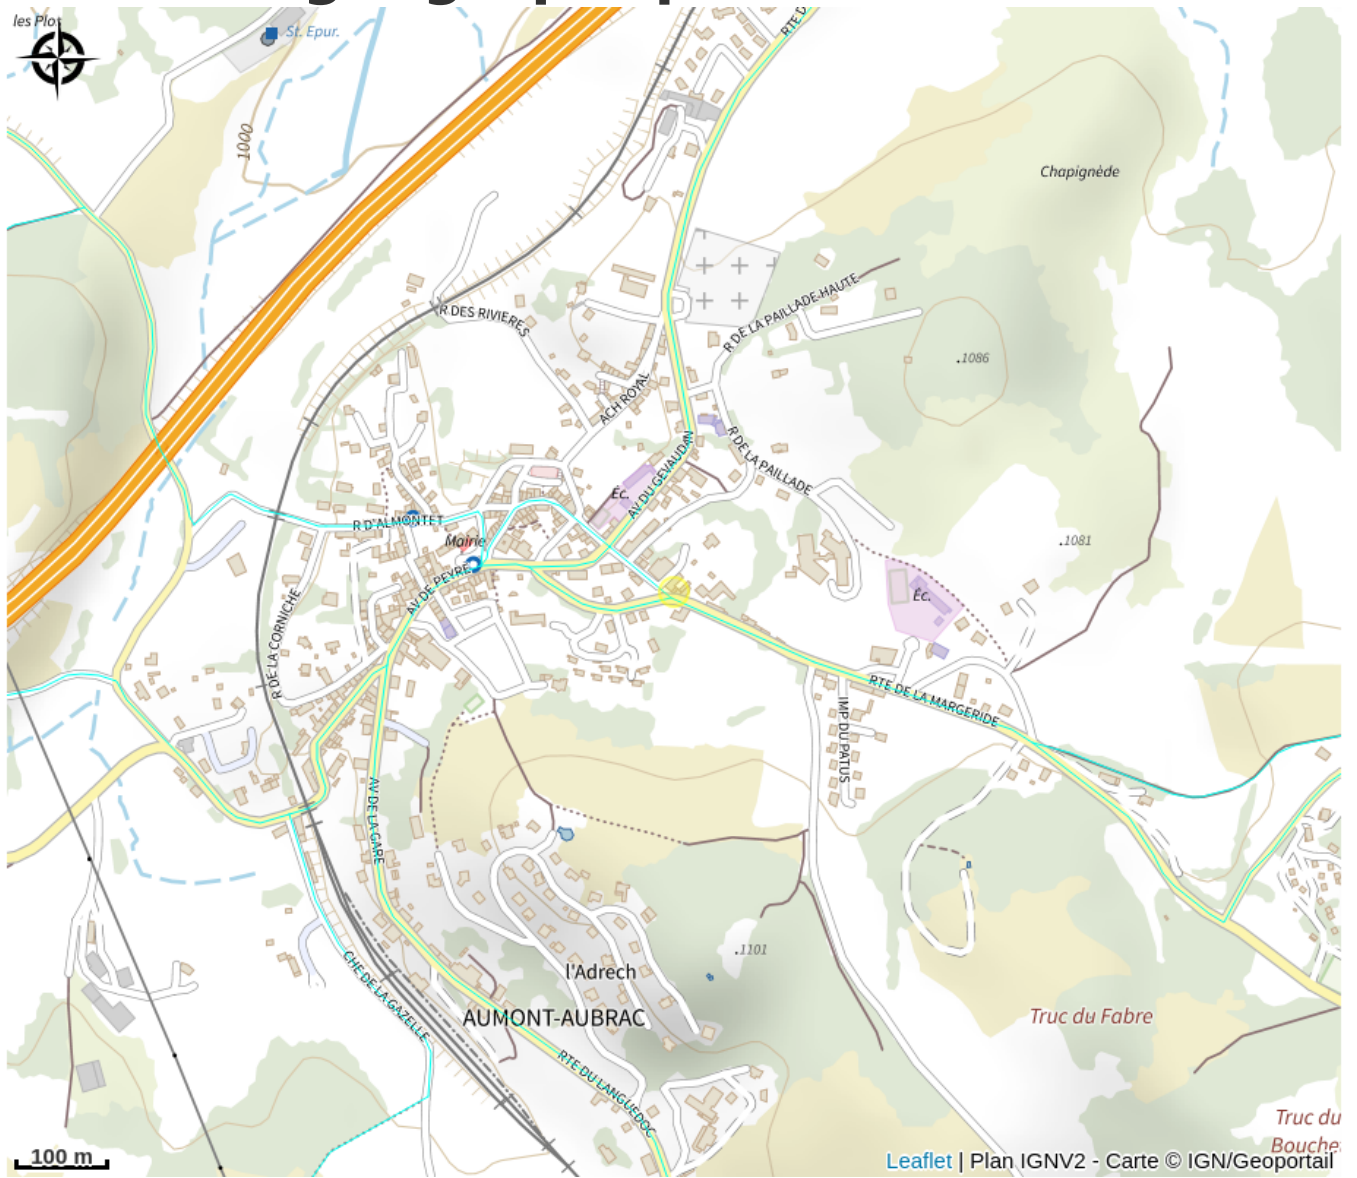 les Plot
St. Epur.
RTE D
1000
Chapignède
R DE LA PAILLADE HAUTE
R DES RIVIERES
1086
ACH ROYAL
R DE LA PAILLADE
AV DU GEVAUDAN
Éc.
R D'ALMONTET
Mairie
1081
AV DE PEYRE
Éc.
R DE LA CORNICHE
RTE DE LA MARGERIDE
IMP DU PATUS
AV DE LA GARE
1101
l'Adrech
CHE DE LA GAZELLE
AUMONT-AUBRAC
Truc du Fabre
RTE DU LANGUEDOC
Truc du
Bouche
100 m
Leaflet | Plan IGNV2 - Carte © IGN/Geoportail